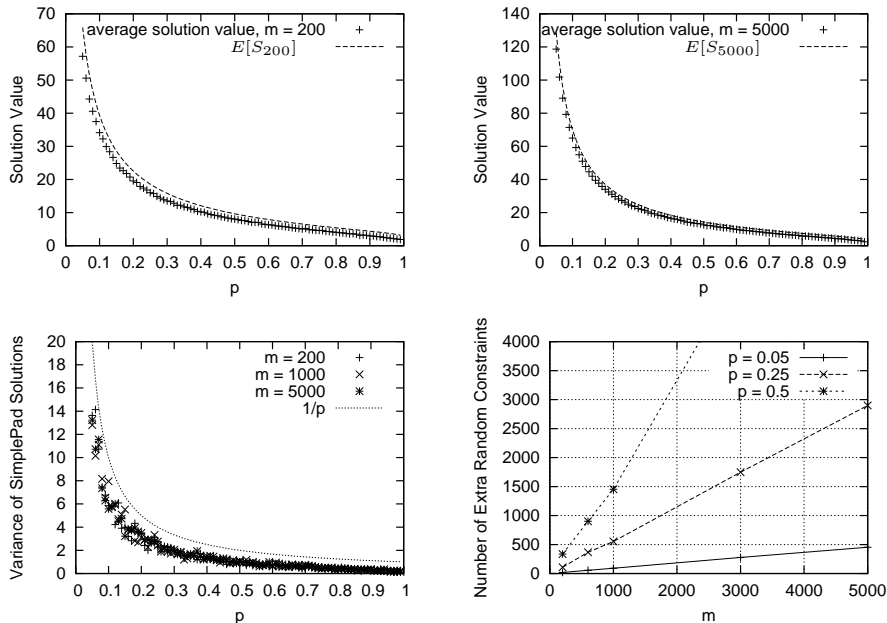 70
60
50
40
30
20
10
0
Solution Value
average solution value, m = 200
E[S200]
0 0.1 0.2 0.3 0.4 0.5 0.6 0.7 0.8 0.9 1
p
140
120
100
80
60
40
20
0
Solution Value
average solution value, m = 5000
E[S5000]
0 0.1 0.2 0.3 0.4 0.5 0.6 0.7 0.8 0.9 1
p
20
18
16
14
12
10
8
6
4
2
0
Variance of SimplePad Solutions
m = 200
m = 1000
m = 5000
1/p
0 0.1 0.2 0.3 0.4 0.5 0.6 0.7 0.8 0.9 1
p
4000
3500
3000
2500
2000
1500
1000
500
0
Number of Extra Random Constraints
p = 0.05
p = 0.25
p = 0.5
0 1000 2000 3000 4000 5000
m